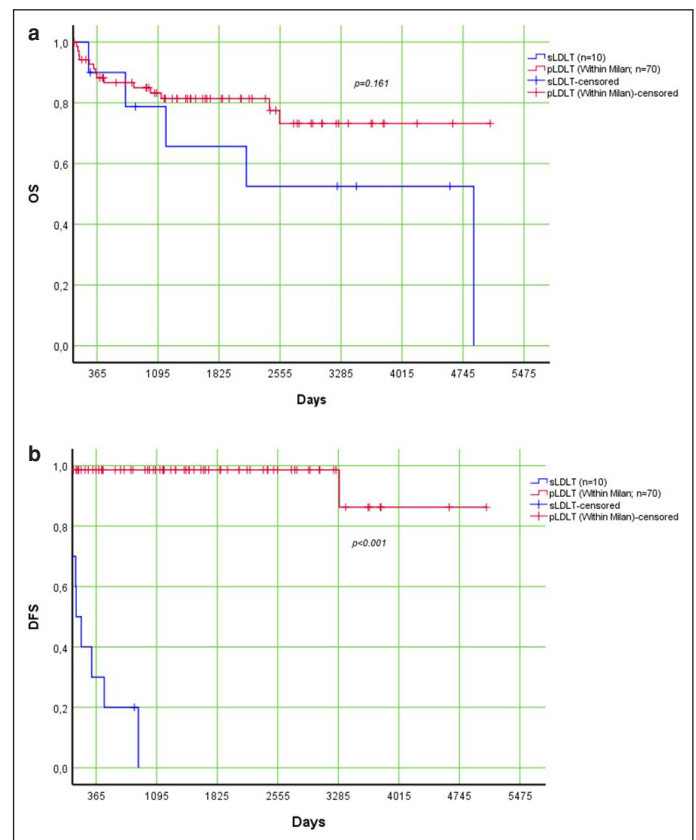 a
1,0
0,8
0,6
0,4
0,2
0,0
OS
p=0.161
sLDLT (n=10)
pLDLT (Within Milan; n=70)
sLDLT-censored
pLDLT (Within Milan)-censored
365 1095 1825 2555 3285 4015 4745 5475
Days
b
1,0
0,8
0,6
0,4
0,2
0,0
DFS
p<0.001
sLDLT (n=10)
pLDLT (Within Milan; n=70)
sLDLT-censored
pLDLT (Within Milan)-censored
365 1095 1825 2555 3285 4015 4745 5475
Days